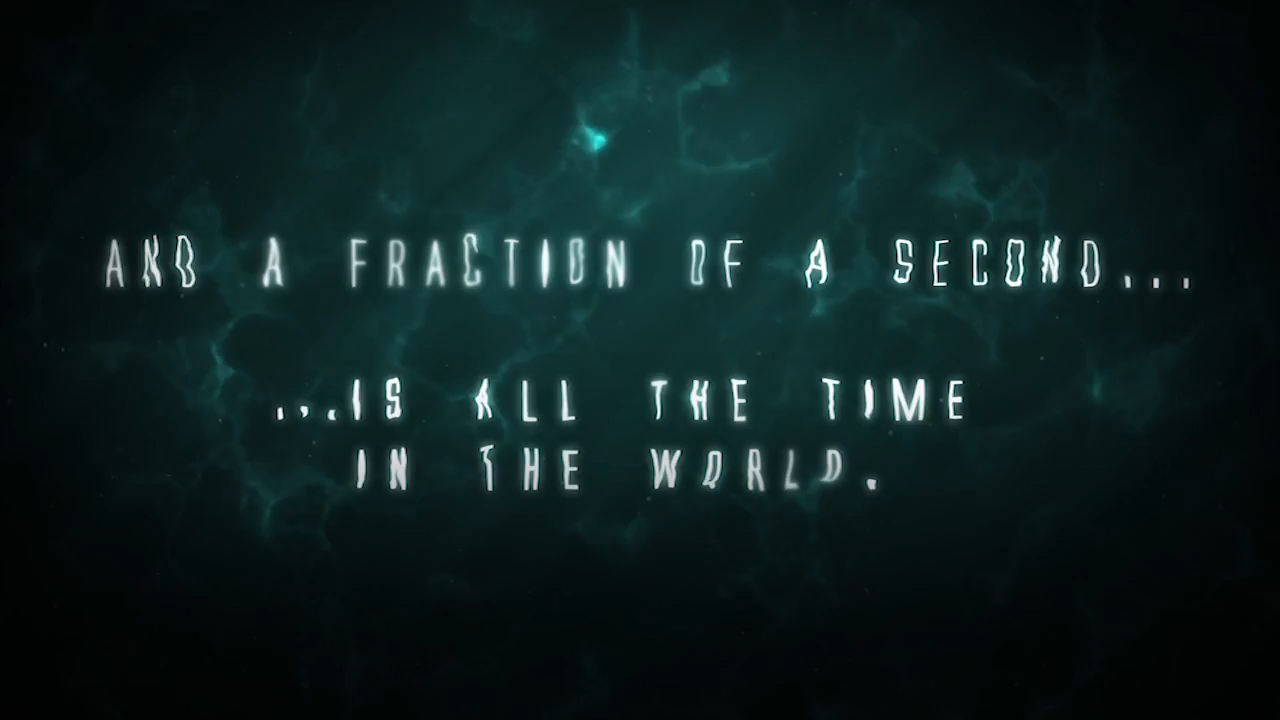 AND A FRACTION OF A SECOND...
...IS ALL THE TIME
IN THE WORLD.